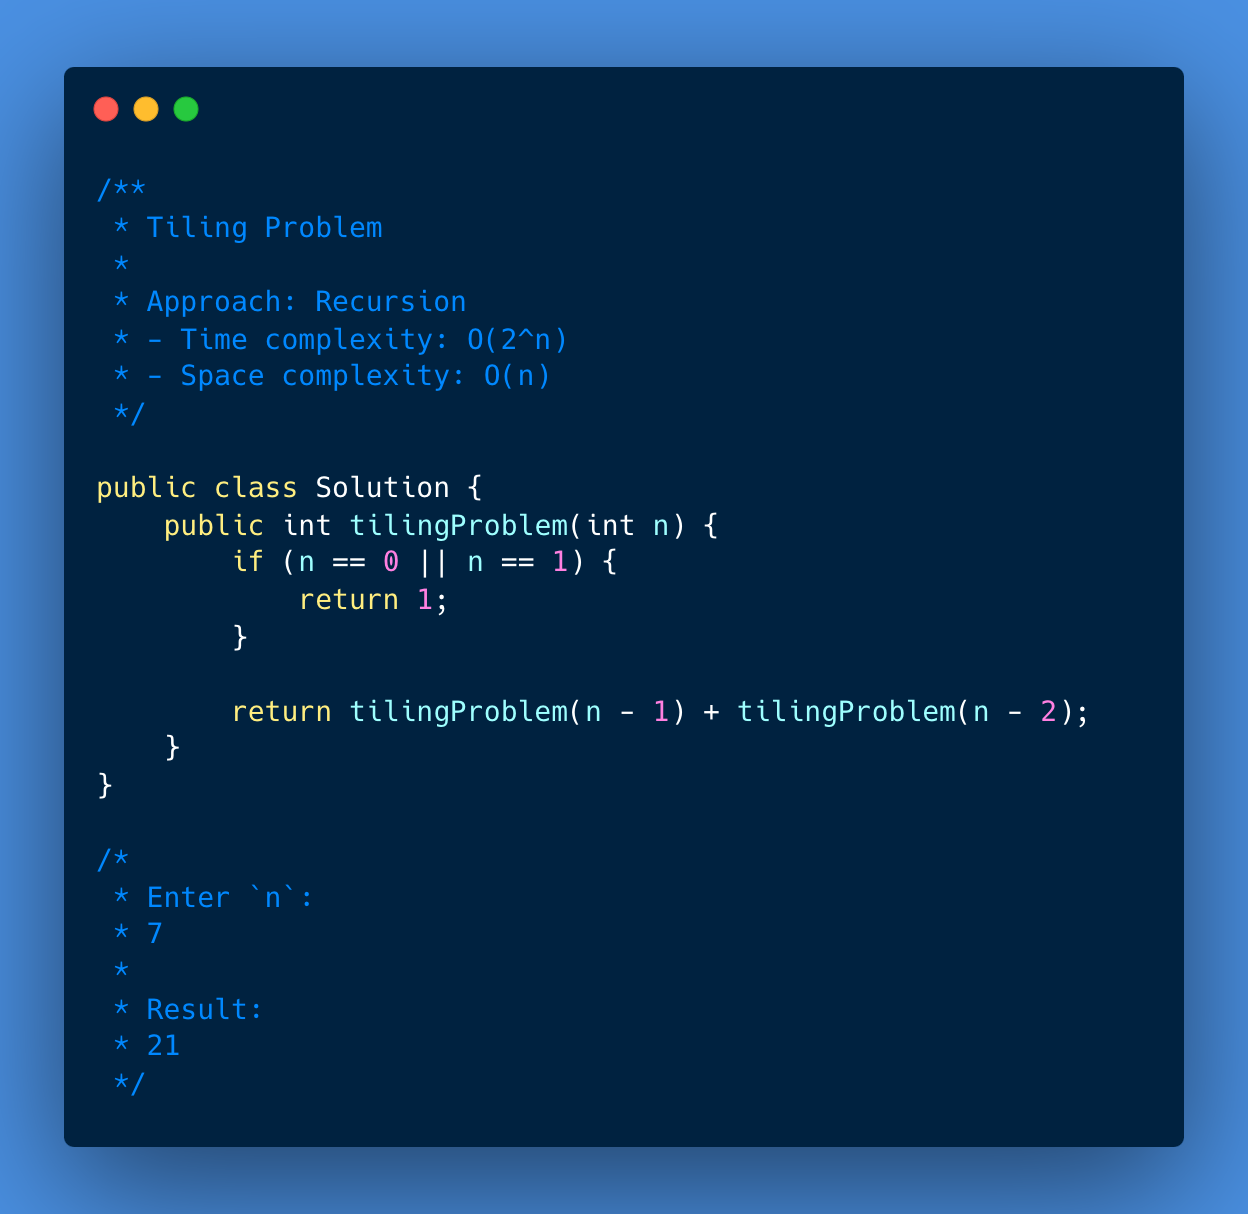 /**
 * Tiling Problem
 *
 * Approach: Recursion
 * - Time complexity: O(2^n)
 * - Space complexity: O(n)
 */
public class Solution {
    public int tilingProblem(int n) {
        if (n == 0 || n == 1) {
            return 1;
        }
        return tilingProblem(n - 1) + tilingProblem(n - 2);
    }
}
/*
 * Enter `n`:
 * 7
 *
 * Result:
 * 21
 */